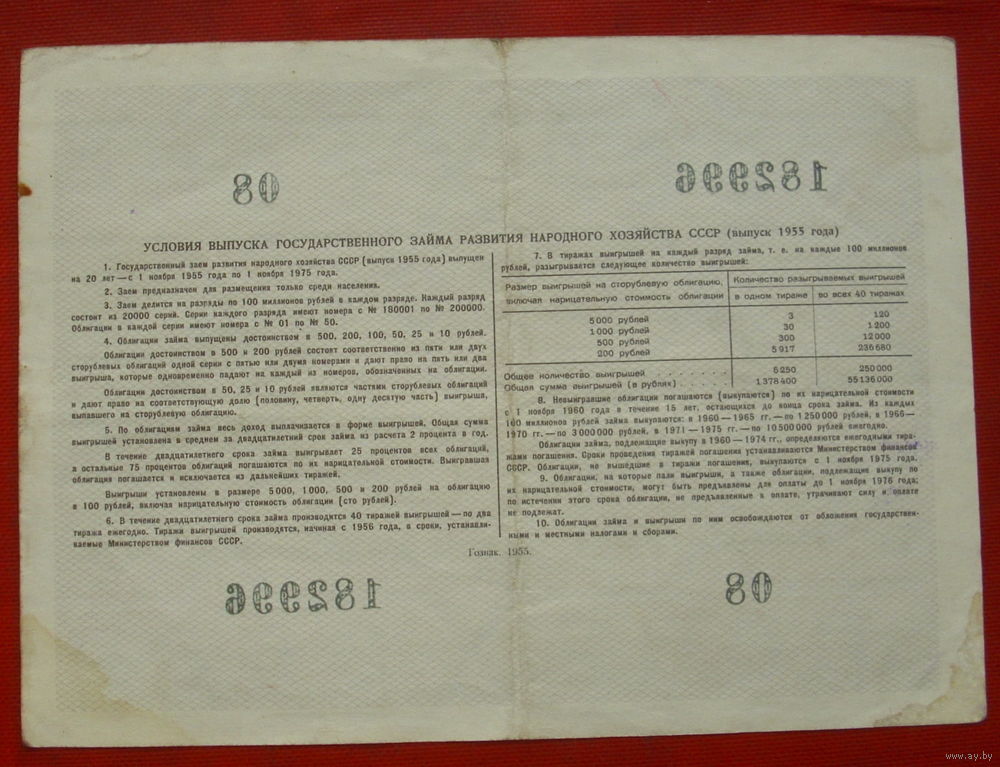 08
182996
УСЛОВИЯ ВЫПУСКА ГОСУДАРСТВЕННОГО ЗАЙМА РАЗВИТИЯ НАРОДНОГО ХОЗЯЙСТВА СССР (выпуск 1955 года)
1. Государственный заем развития народного хозяйства СССР (выпуск 1955 года) выпущен
на 20 лет — с 1 ноября 1955 года по 1 ноября 1975 года.
2. Заем предназначен для размещения только среди населения.
3. Заем делится на разряды по 100 миллионов рублей в каждом разряде. Каждый разряд
состоит из 20000 серий. Серии каждого разряда имеют номера с № 180001 по № 200000.
Облигации в каждой серии имеют номера с № 01 по № 50.
4. Облигации займа выпущены достоинством в 500, 200, 100, 50, 25 и 10 рублей.
Облигации достоинством в 500 и 200 рублей состоят соответственно из пяти или двух
сторублевых облигаций одной серии с пятью или двумя номерами и дают право на пять или два
выигрыша, которые одновременно падают на каждый из номеров, обозначенных на облигации.
Облигации достоинством в 50, 25 и 10 рублей являются частями сторублевых облигаций
и дают право на соответствующую долю (половину, четверть, одну десятую часть) выигрыша,
выпавшего на сторублевую облигацию.
5. По облигациям займа весь доход выплачивается в форме выигрышей. Общая сумма
выигрышей установлена в среднем за двадцатилетний срок займа из расчета 2 процента в год.
В течение двадцатилетнего срока займа выигрывает 25 процентов всех облигаций,
а остальные 75 процентов облигаций погашаются по их нарицательной стоимости. Выигравшая
облигация погашается и исключается из дальнейших тиражей.
Выигрыши установлены в размере 5000, 1000, 500 и 200 рублей на облигацию
в 100 рублей, включая нарицательную стоимость облигации (сто рублей).
6. В течение двадцатилетнего срока займа производится 40 тиражей выигрышей — по два
тиража ежегодно. Тиражи выигрышей производятся, начиная с 1956 года, в сроки, устанавли-
ваемые Министерством финансов СССР.
7. В тиражах выигрышей на каждый разряд займа, т. е. на каждые 100 миллионов
рублей, разыгрывается следующее количество выигрышей:
Размер выигрышей на сторублевую облигацию, включая нарицательную стоимость облигации
Количество разыгрываемых выигрышей
в одном тираже во всех 40 тиражах
5000 рублей 3 120
1000 рублей 30 1200
500 рублей 300 12000
200 рублей 5917 236680
Общее количество выигрышей 6250 250000
Общая сумма выигрышей (в рублях) 1378400 55136000
8. Невыигравшие облигации погашаются (выкупаются) по их нарицательной стоимости
с 1 ноября 1960 года в течение 15 лет, остающихся до конца срока займа. Из каждых
100 миллионов рублей займа выкупаются: в 1960—1965 гг.—по 1250000 рублей, в 1966—
1970 гг.—по 3000000 рублей, в 1971—1975 гг.—по 10500000 рублей ежегодно.
Облигации займа, подлежащие выкупу в 1960—1974 гг., определяются ежегодными тира-
жами погашения. Сроки проведения тиражей погашения устанавливаются Министерством финансов
СССР. Облигации, не вышедшие в тиражи погашения, выкупаются с 1 ноября 1975 года.
9. Облигации, на которые пали выигрыши, а также облигации, подлежащие выкупу по
их нарицательной стоимости, могут быть предъявлены для оплаты до 1 ноября 1976 года;
по истечении этого срока облигации, не предъявленные к оплате, утрачивают силу и оплате
не подлежат.
10. Облигации займа и выигрыши по ним освобождаются от обложения государствен-
ными и местными налогами и сборами.
Гознак. 1955.
182996
08
www.ay.by